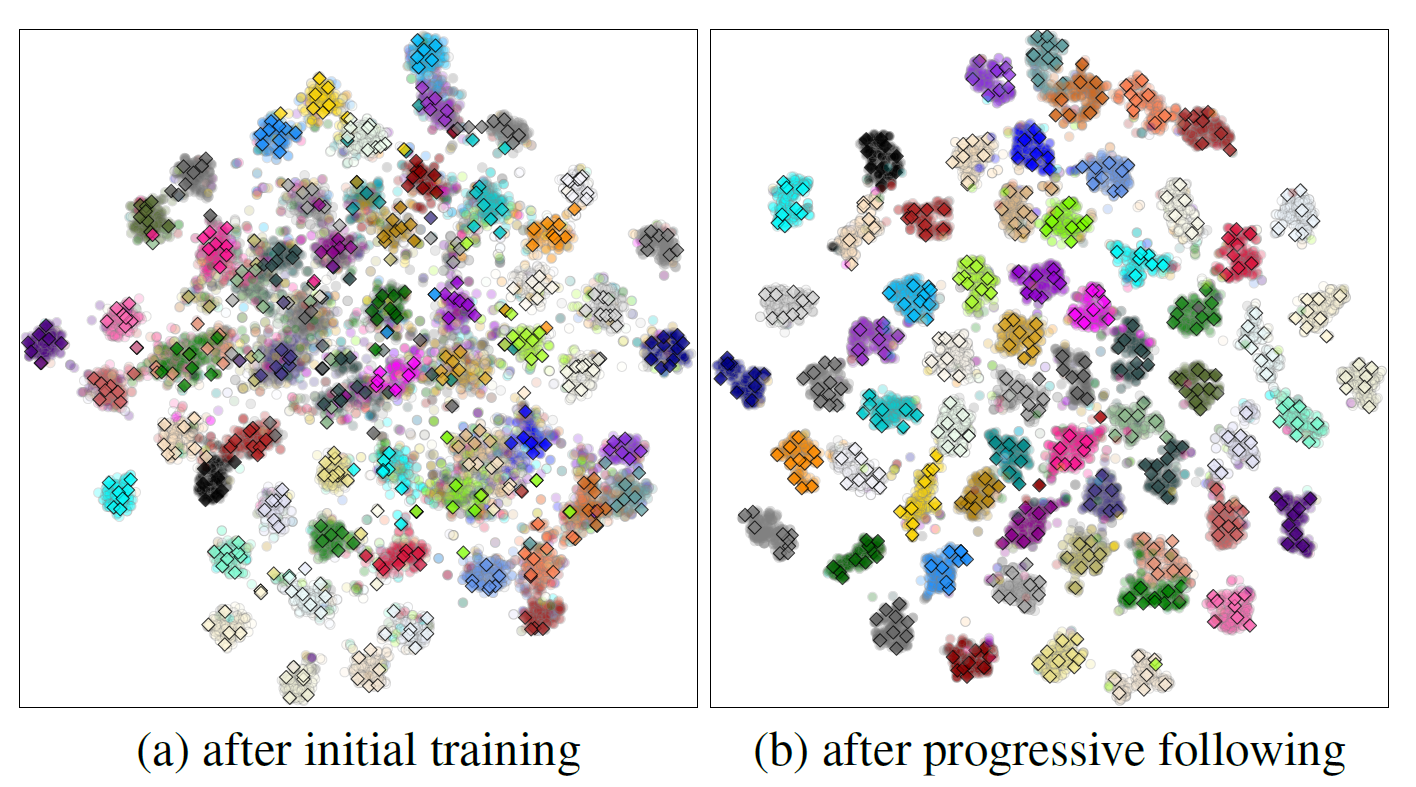 (a) after initial training
(b) after progressive following